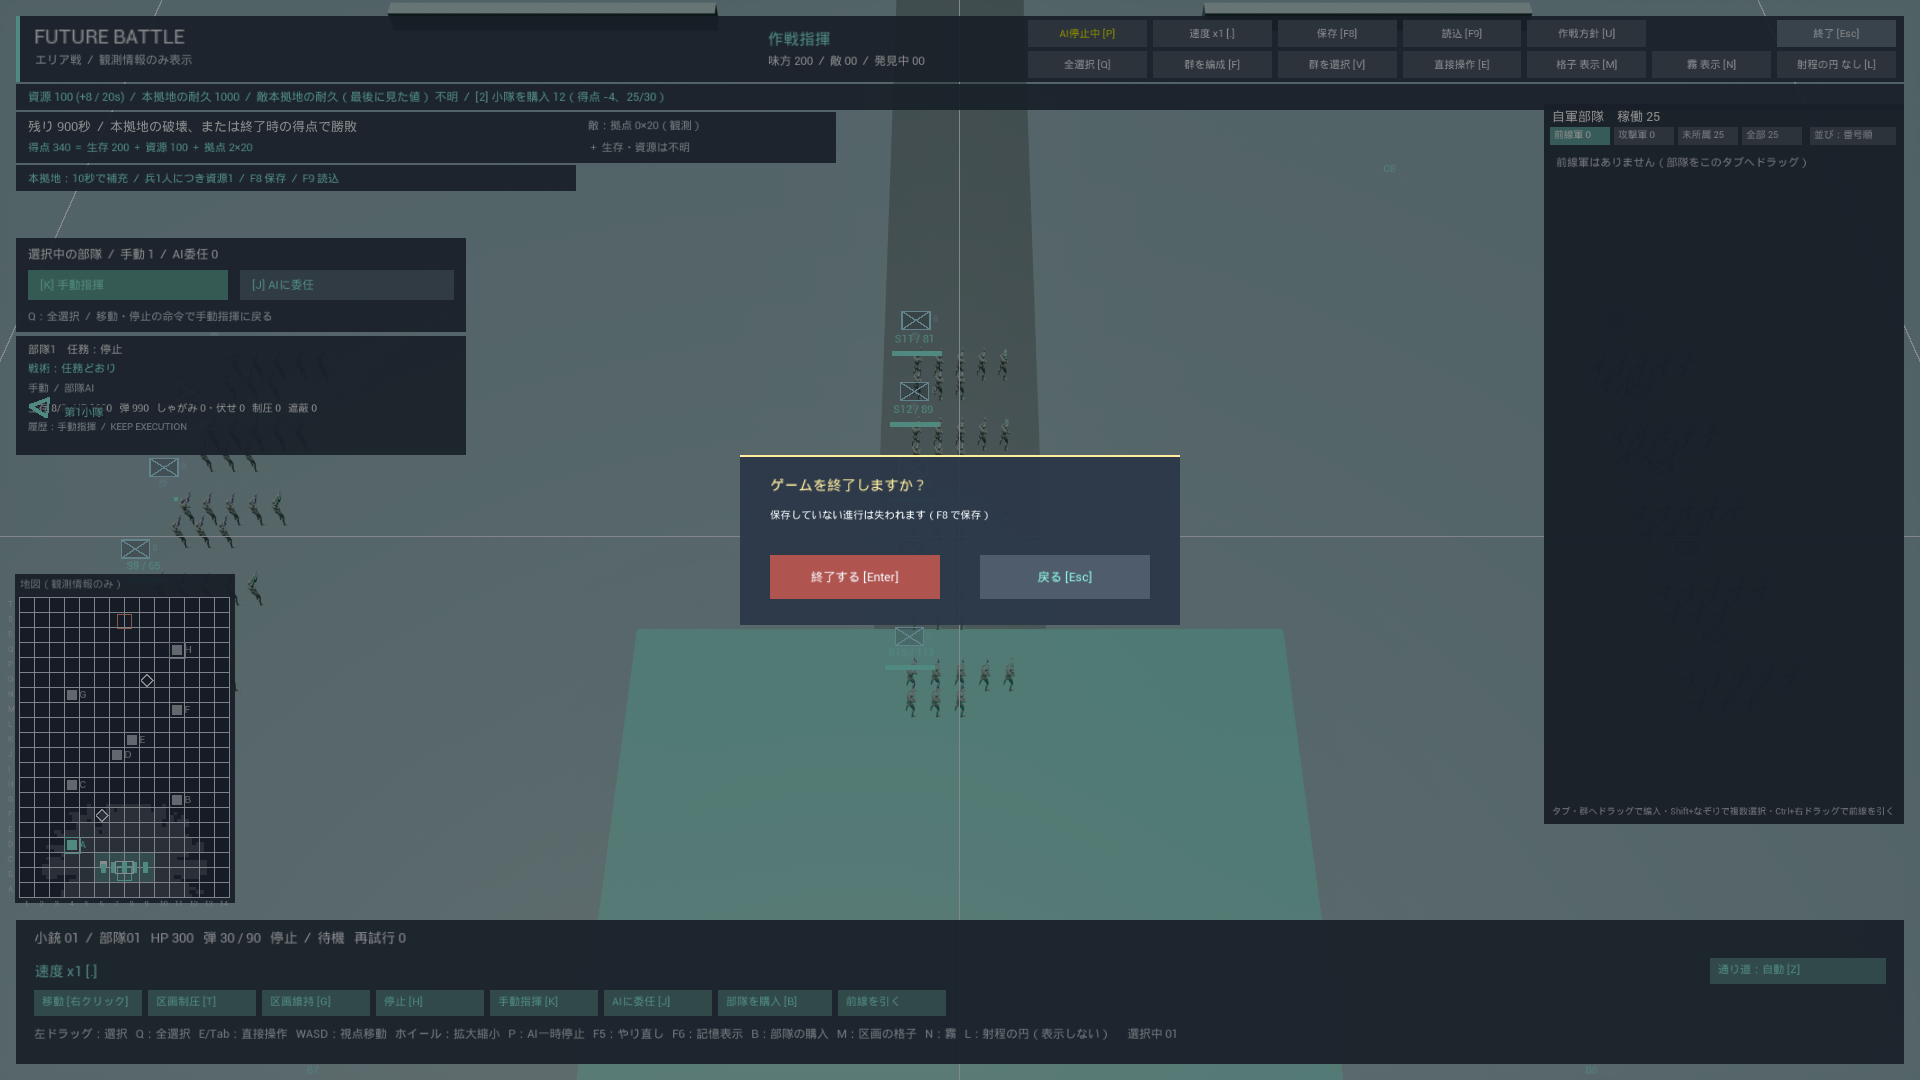 FUTURE BATTLE
エリア戦 / 観測情報のみ表示
作戦指揮
味方 200 / 敵 00 / 発見中 00
AI停止中 [P]
速度 x1 [.]
保存 [F8]
読込 [F9]
作戦方針 [U]
終了 [Esc]
全選択 [Q]
群を編成 [F]
群を選択 [V]
直接操作 [E]
格子 表示 [M]
霧 表示 [N]
射程の円 なし [L]
資源 100 (+8 / 20s) / 本拠地の耐久 1000 / 敵本拠地の耐久 ( 最後に見た値 ) 不明 / [2] 小隊を購入 12 ( 得点 -4、25/30 )
残り 900秒 / 本拠地の破壊、または終了時の得点で勝敗
敵 : 拠点 0×20 ( 観測 )
得点 340 = 生存 200 + 資源 100 + 拠点 2×20
+ 生存・資源は不明
本拠地 : 10秒で補充 / 兵1人につき資源1 / F8 保存 / F9 読込
自軍部隊 稼働 25
前線軍 0
攻撃軍 0
未所属 25
全部 25
並び : 番号順
前線軍はありません ( 部隊をこのタブへドラッグ )
C8
選択中の部隊 / 手動 1 / AI委任 0
[K] 手動指揮
[J] AIに委任
Q : 全選択 / 移動・停止の命令で手動指揮に戻る
部隊1 任務 : 停止
戦術 : 任務どおり
手動 / 部隊AI
弾 990 しゃがみ 0・伏せ 0 制圧 0 遮蔽 0
第1小隊
履歴 : 手動指揮 / KEEP EXECUTION
S11 / 81
S12 / 89
S9 / 65
ゲームを終了しますか ?
保存していない進行は失われます ( F8 で保存 )
終了する [Enter]
戻る [Esc]
地図 ( 観測情報のみ )
H
G
F
E
D
C
B
A
タブ・群へドラッグで編入・Shift+なぞりで複数選択・Ctrl+右ドラッグで前線を引く
小銃 01 / 部隊01 HP 300 弾 30 / 90 停止 / 待機 再試行 0
速度 x1 [.]
通り道 : 自動 [Z]
移動 [右クリック]
区画制圧 [T]
区画維持 [G]
停止 [H]
手動指揮 [K]
AIに委任 [J]
部隊を購入 [B]
前線を引く
左ドラッグ : 選択 Q : 全選択 E/Tab : 直接操作 WASD : 視点移動 ホイール : 拡大縮小 P : AI一時停止 F5 : やり直し F6 : 記憶表示 B : 部隊の購入 M : 区画の格子 N : 霧 L : 射程の円 ( 表示しない ) 選択中 01
B7
B8